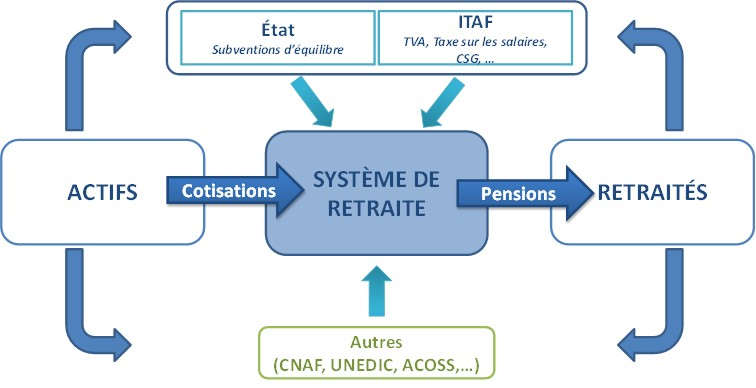 État
Subventions d'équilibre
ITAF
TVA, Taxe sur les salaires,
CSG, ...
ACTIFS
Cotisations
SYSTÈME DE
RETRAITE
Pensions
RETRAITÉS
Autres
(CNAF, UNEDIC, ACOSS,...)